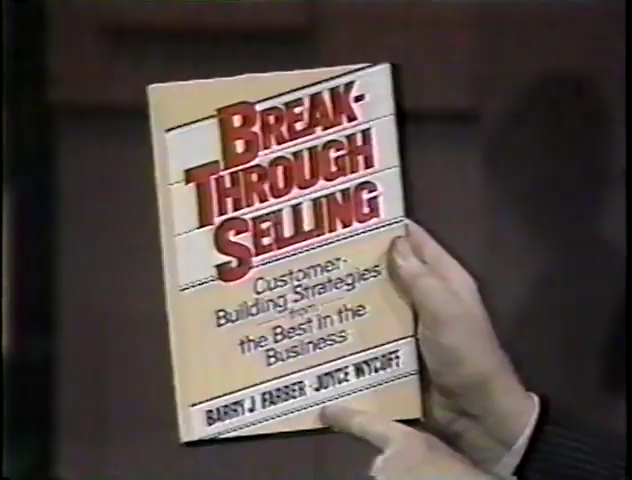 BREAK-
THROUGH
SELLING
Customer-
Building Strategies
from
the Best in the
Business
BARRY J FARBER · JOYCE WYCOFF